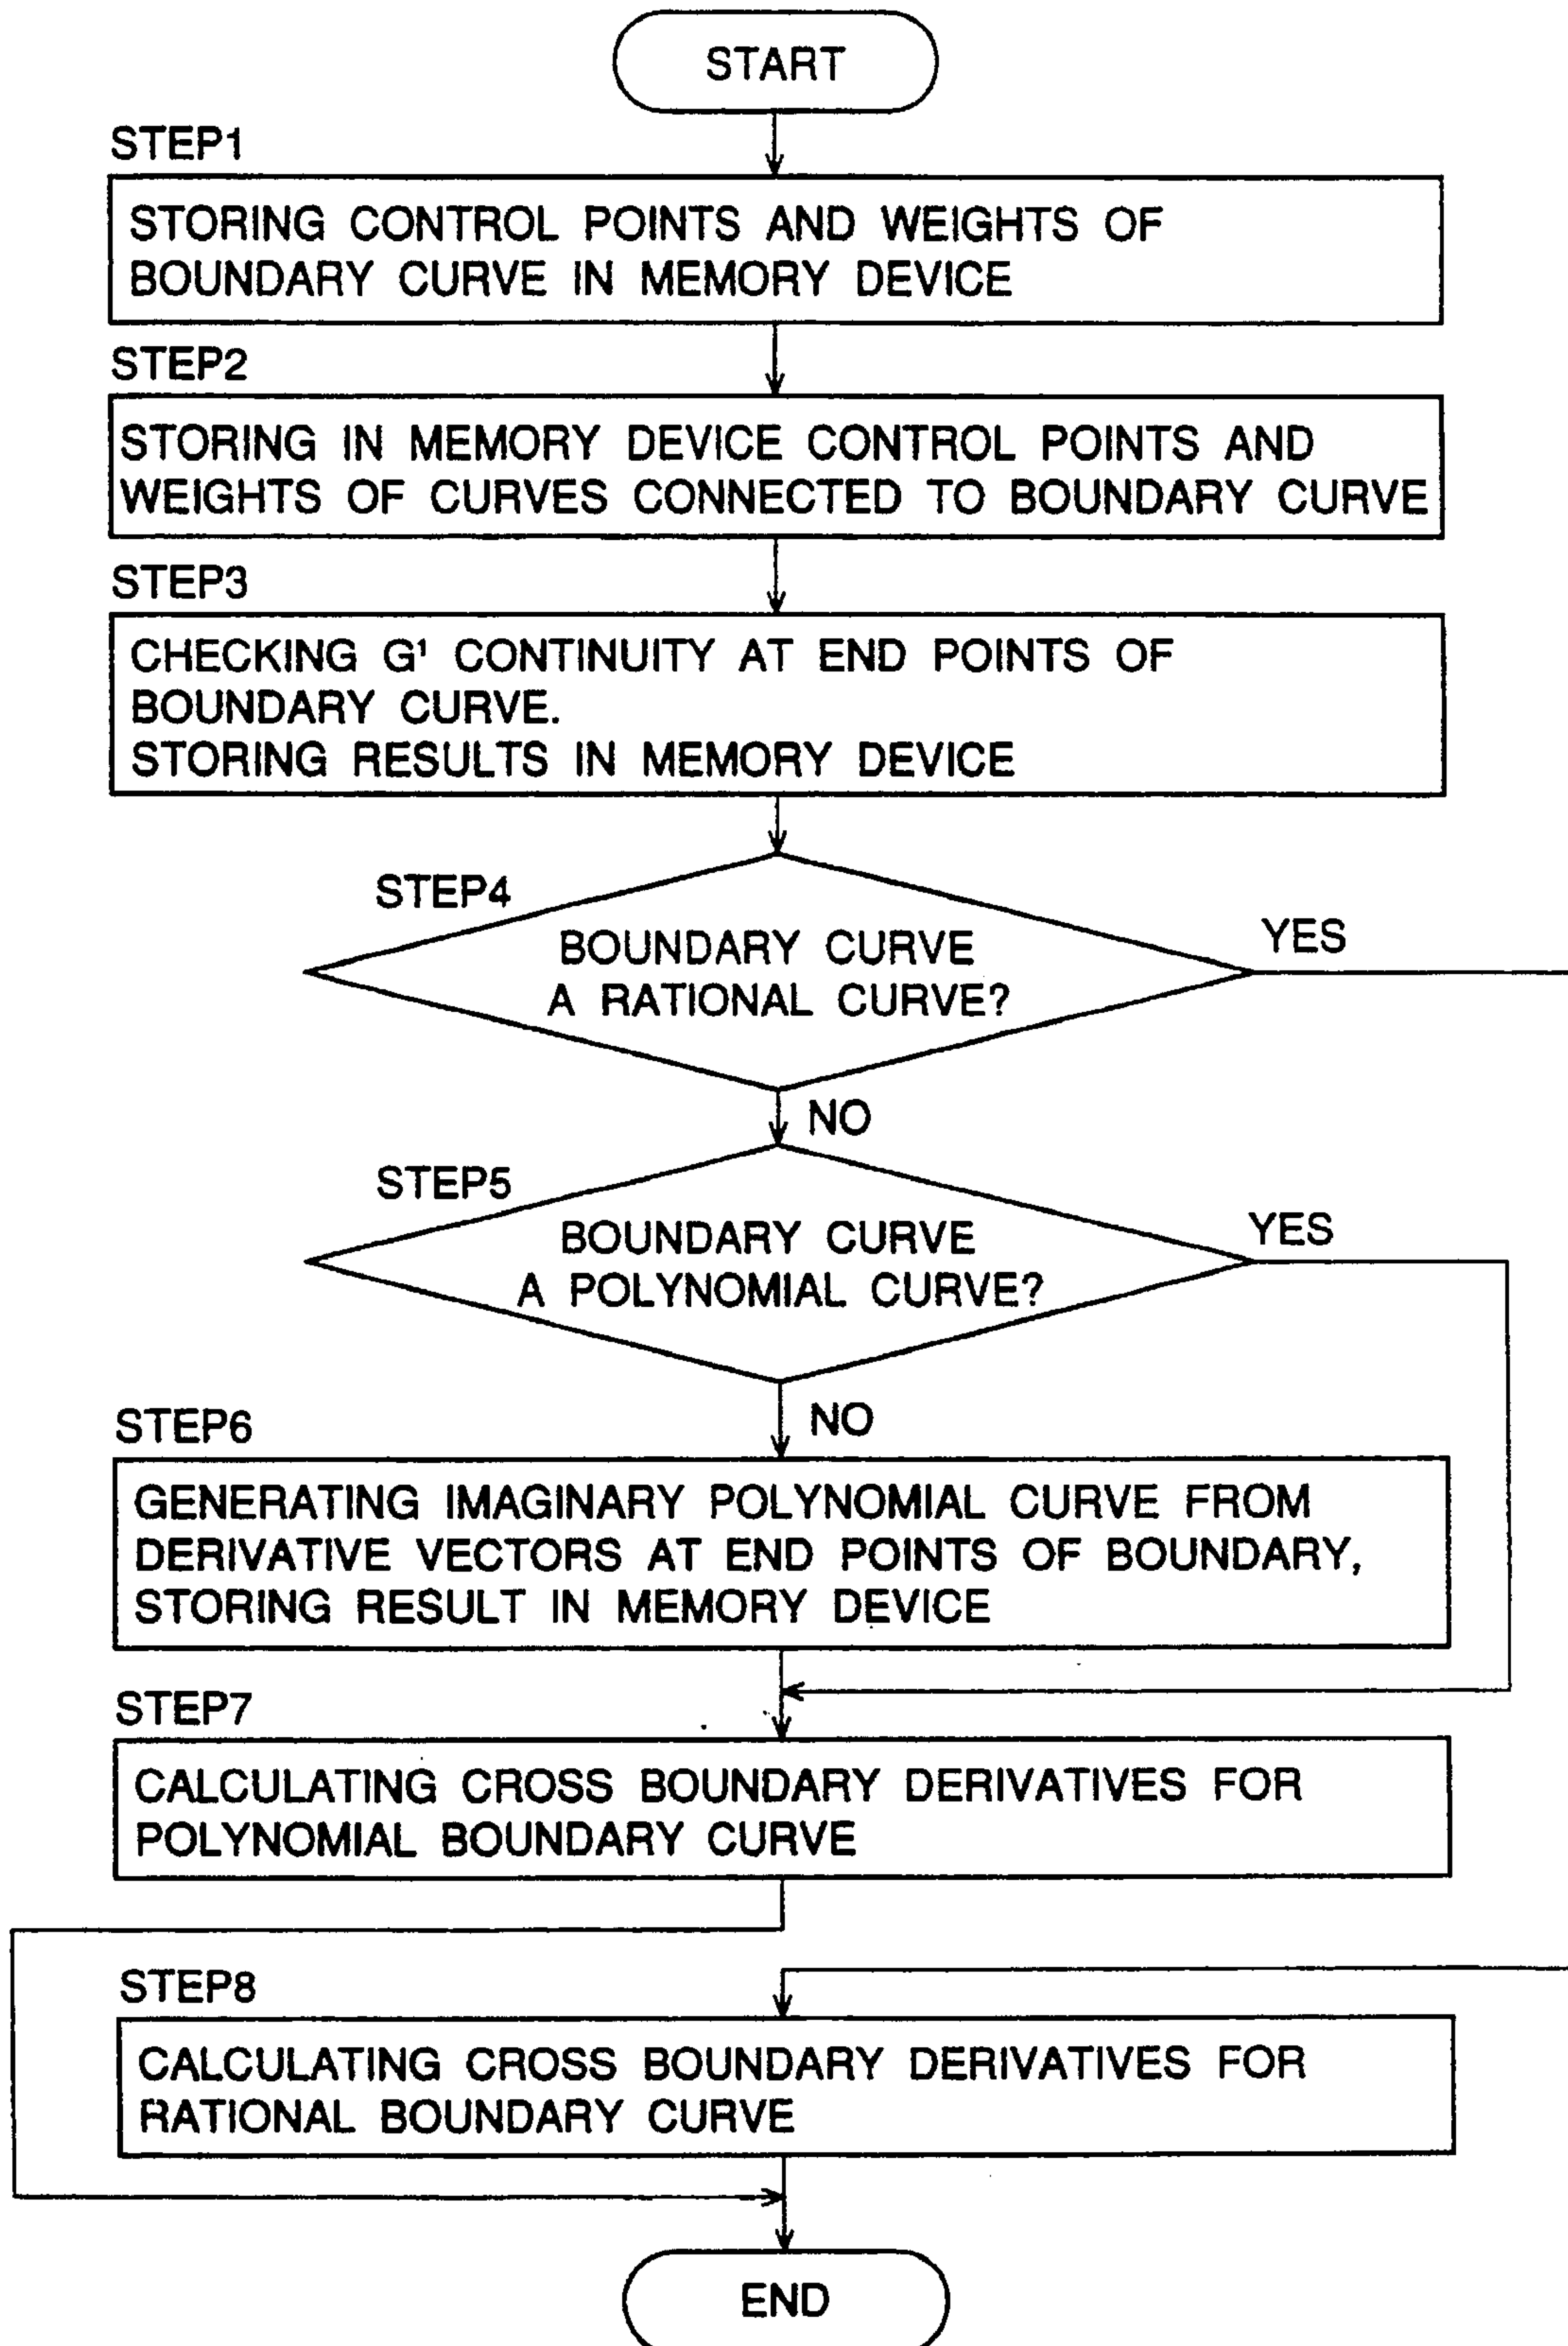 START
STEP1
STORING CONTROL POINTS AND WEIGHTS OF
BOUNDARY CURVE IN MEMORY DEVICE
STEP2
STORING IN MEMORY DEVICE CONTROL POINTS AND
WEIGHTS OF CURVES CONNECTED TO BOUNDARY CURVE
STEP3
CHECKING G¹ CONTINUITY AT END POINTS OF
BOUNDARY CURVE.
STORING RESULTS IN MEMORY DEVICE
STEP4
BOUNDARY CURVE
A RATIONAL CURVE?
YES
NO
STEP5
BOUNDARY CURVE
A POLYNOMIAL CURVE?
YES
NO
STEP6
GENERATING IMAGINARY POLYNOMIAL CURVE FROM
DERIVATIVE VECTORS AT END POINTS OF BOUNDARY,
STORING RESULT IN MEMORY DEVICE
STEP7
CALCULATING CROSS BOUNDARY DERIVATIVES FOR
POLYNOMIAL BOUNDARY CURVE
STEP8
CALCULATING CROSS BOUNDARY DERIVATIVES FOR
RATIONAL BOUNDARY CURVE
END